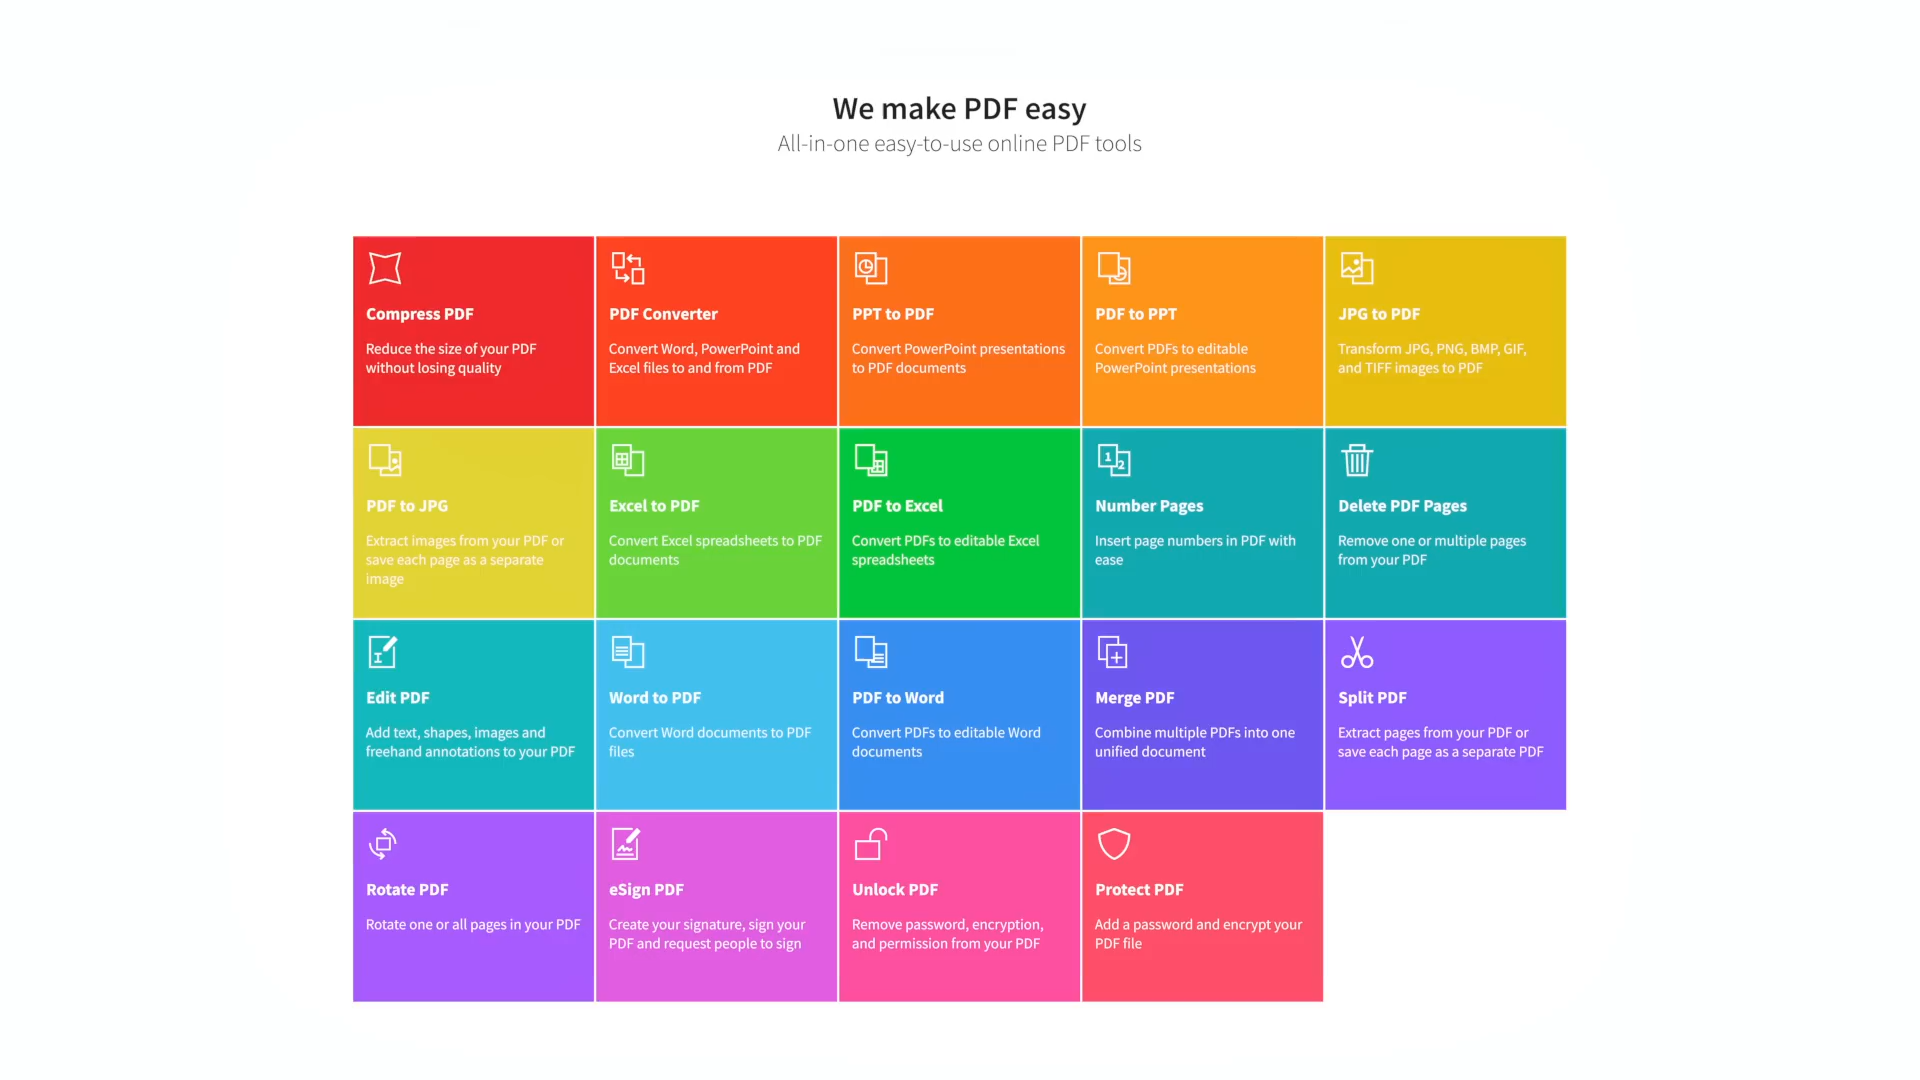 We make PDF easy
All-in-one easy-to-use online PDF tools
Compress PDF
Reduce the size of your PDF
without losing quality
PDF Converter
Convert Word, PowerPoint and
Excel files to and from PDF
PPT to PDF
Convert PowerPoint presentations
to PDF documents
PDF to PPT
Convert PDFs to editable
PowerPoint presentations
JPG to PDF
Transform JPG, PNG, BMP, GIF,
and TIFF images to PDF
PDF to JPG
Extract images from your PDF or
save each page as a separate
image
Excel to PDF
Convert Excel spreadsheets to PDF
documents
PDF to Excel
Convert PDFs to editable Excel
spreadsheets
1 2
Number Pages
Insert page numbers in PDF with
ease
Delete PDF Pages
Remove one or multiple pages
from your PDF
Edit PDF
Add text, shapes, images and
freehand annotations to your PDF
Word to PDF
Convert Word documents to PDF
files
PDF to Word
Convert PDFs to editable Word
documents
Merge PDF
Combine multiple PDFs into one
unified document
Split PDF
Extract pages from your PDF or
save each page as a separate PDF
Rotate PDF
Rotate one or all pages in your PDF
eSign PDF
Create your signature, sign your
PDF and request people to sign
Unlock PDF
Remove password, encryption,
and permission from your PDF
Protect PDF
Add a password and encrypt your
PDF file